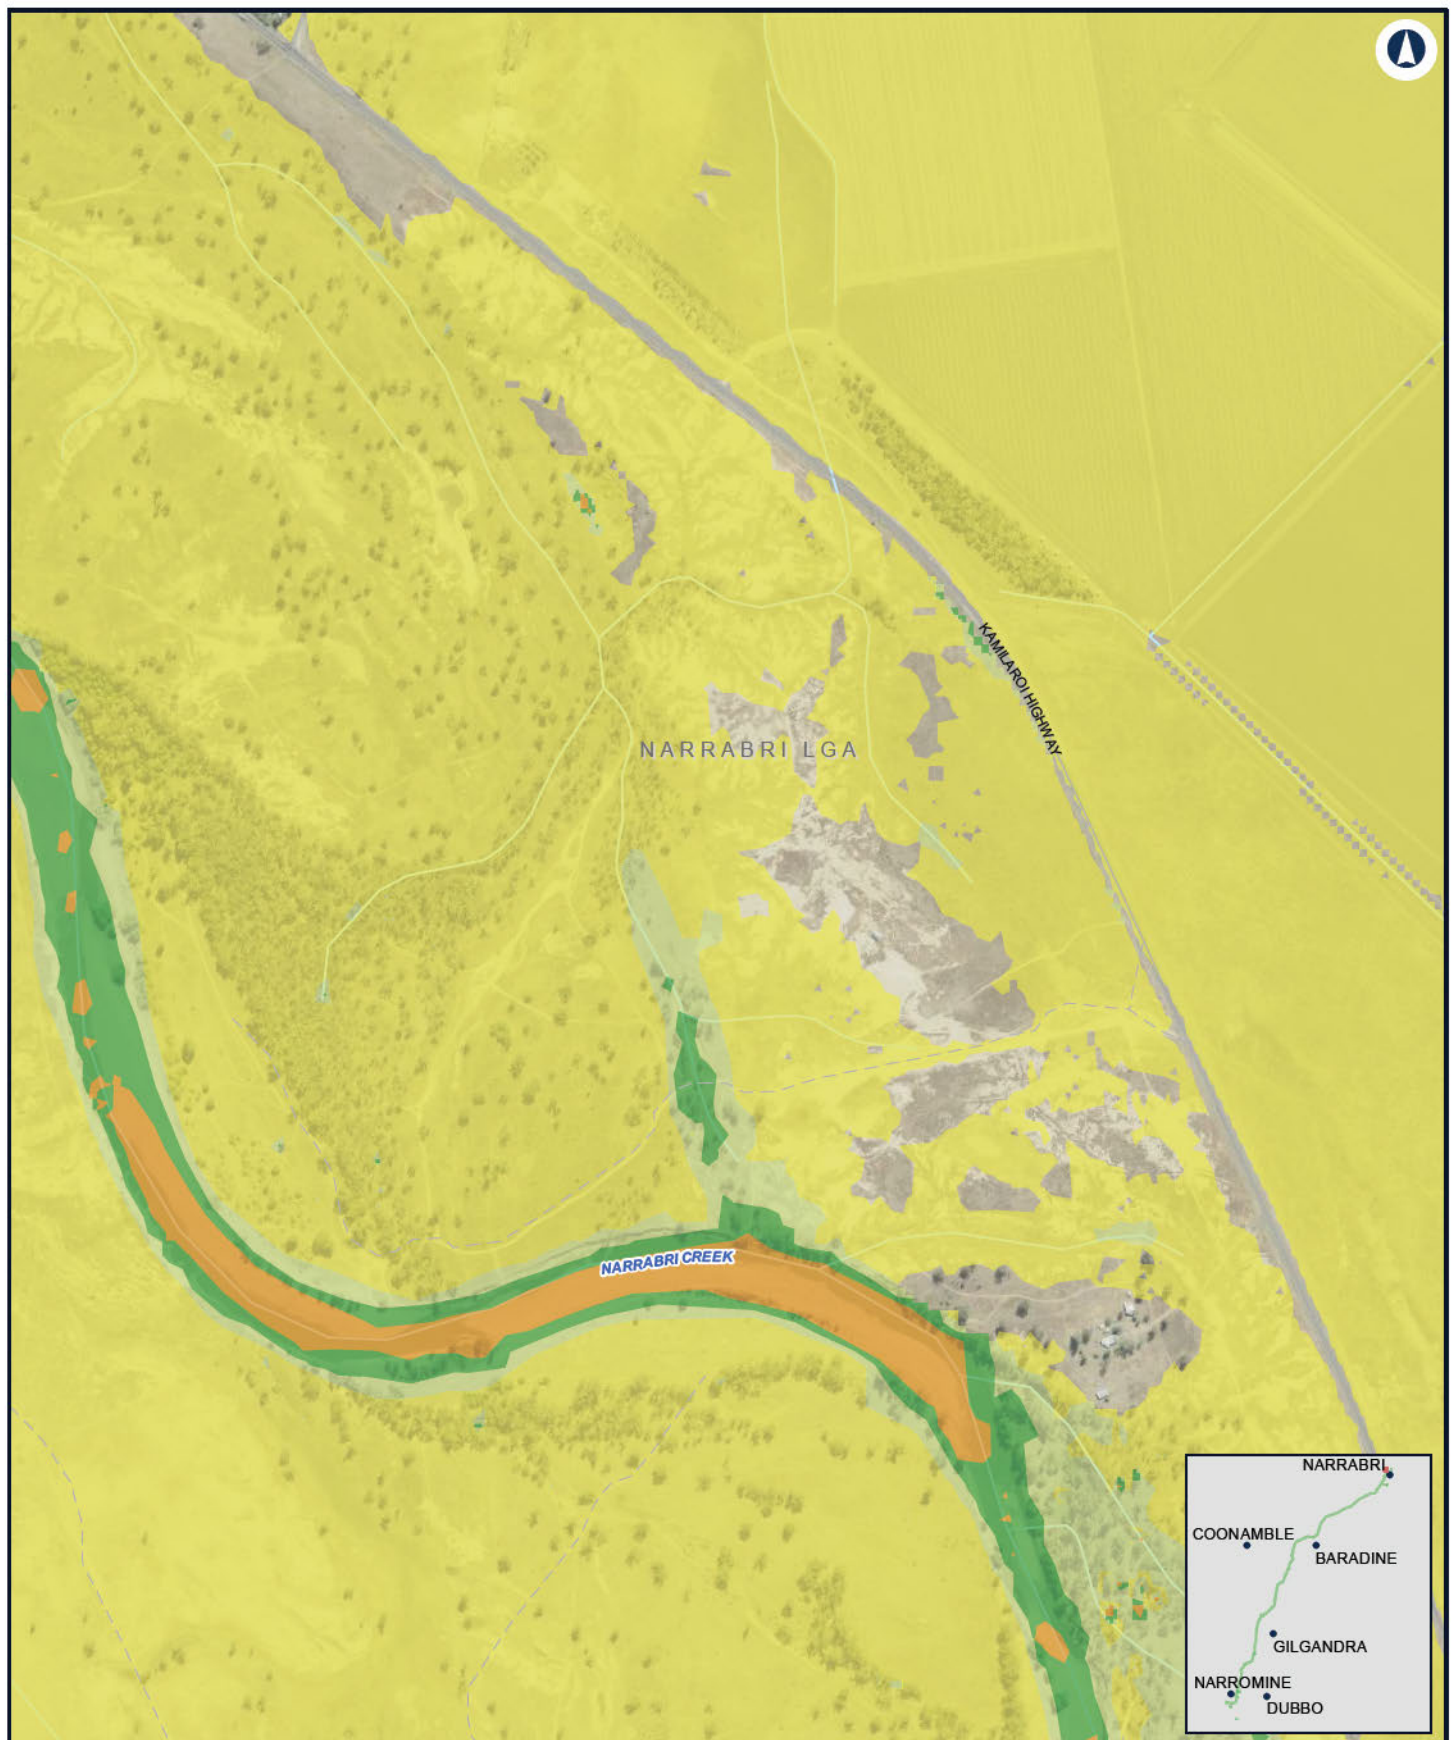 KAMILAROI HIGHWAY
NARRABRI LGA
NARRABRI CREEK
NARRABRI
COONAMBLE
BARADINE
GILGANDRA
NARROMINE
DUBBO